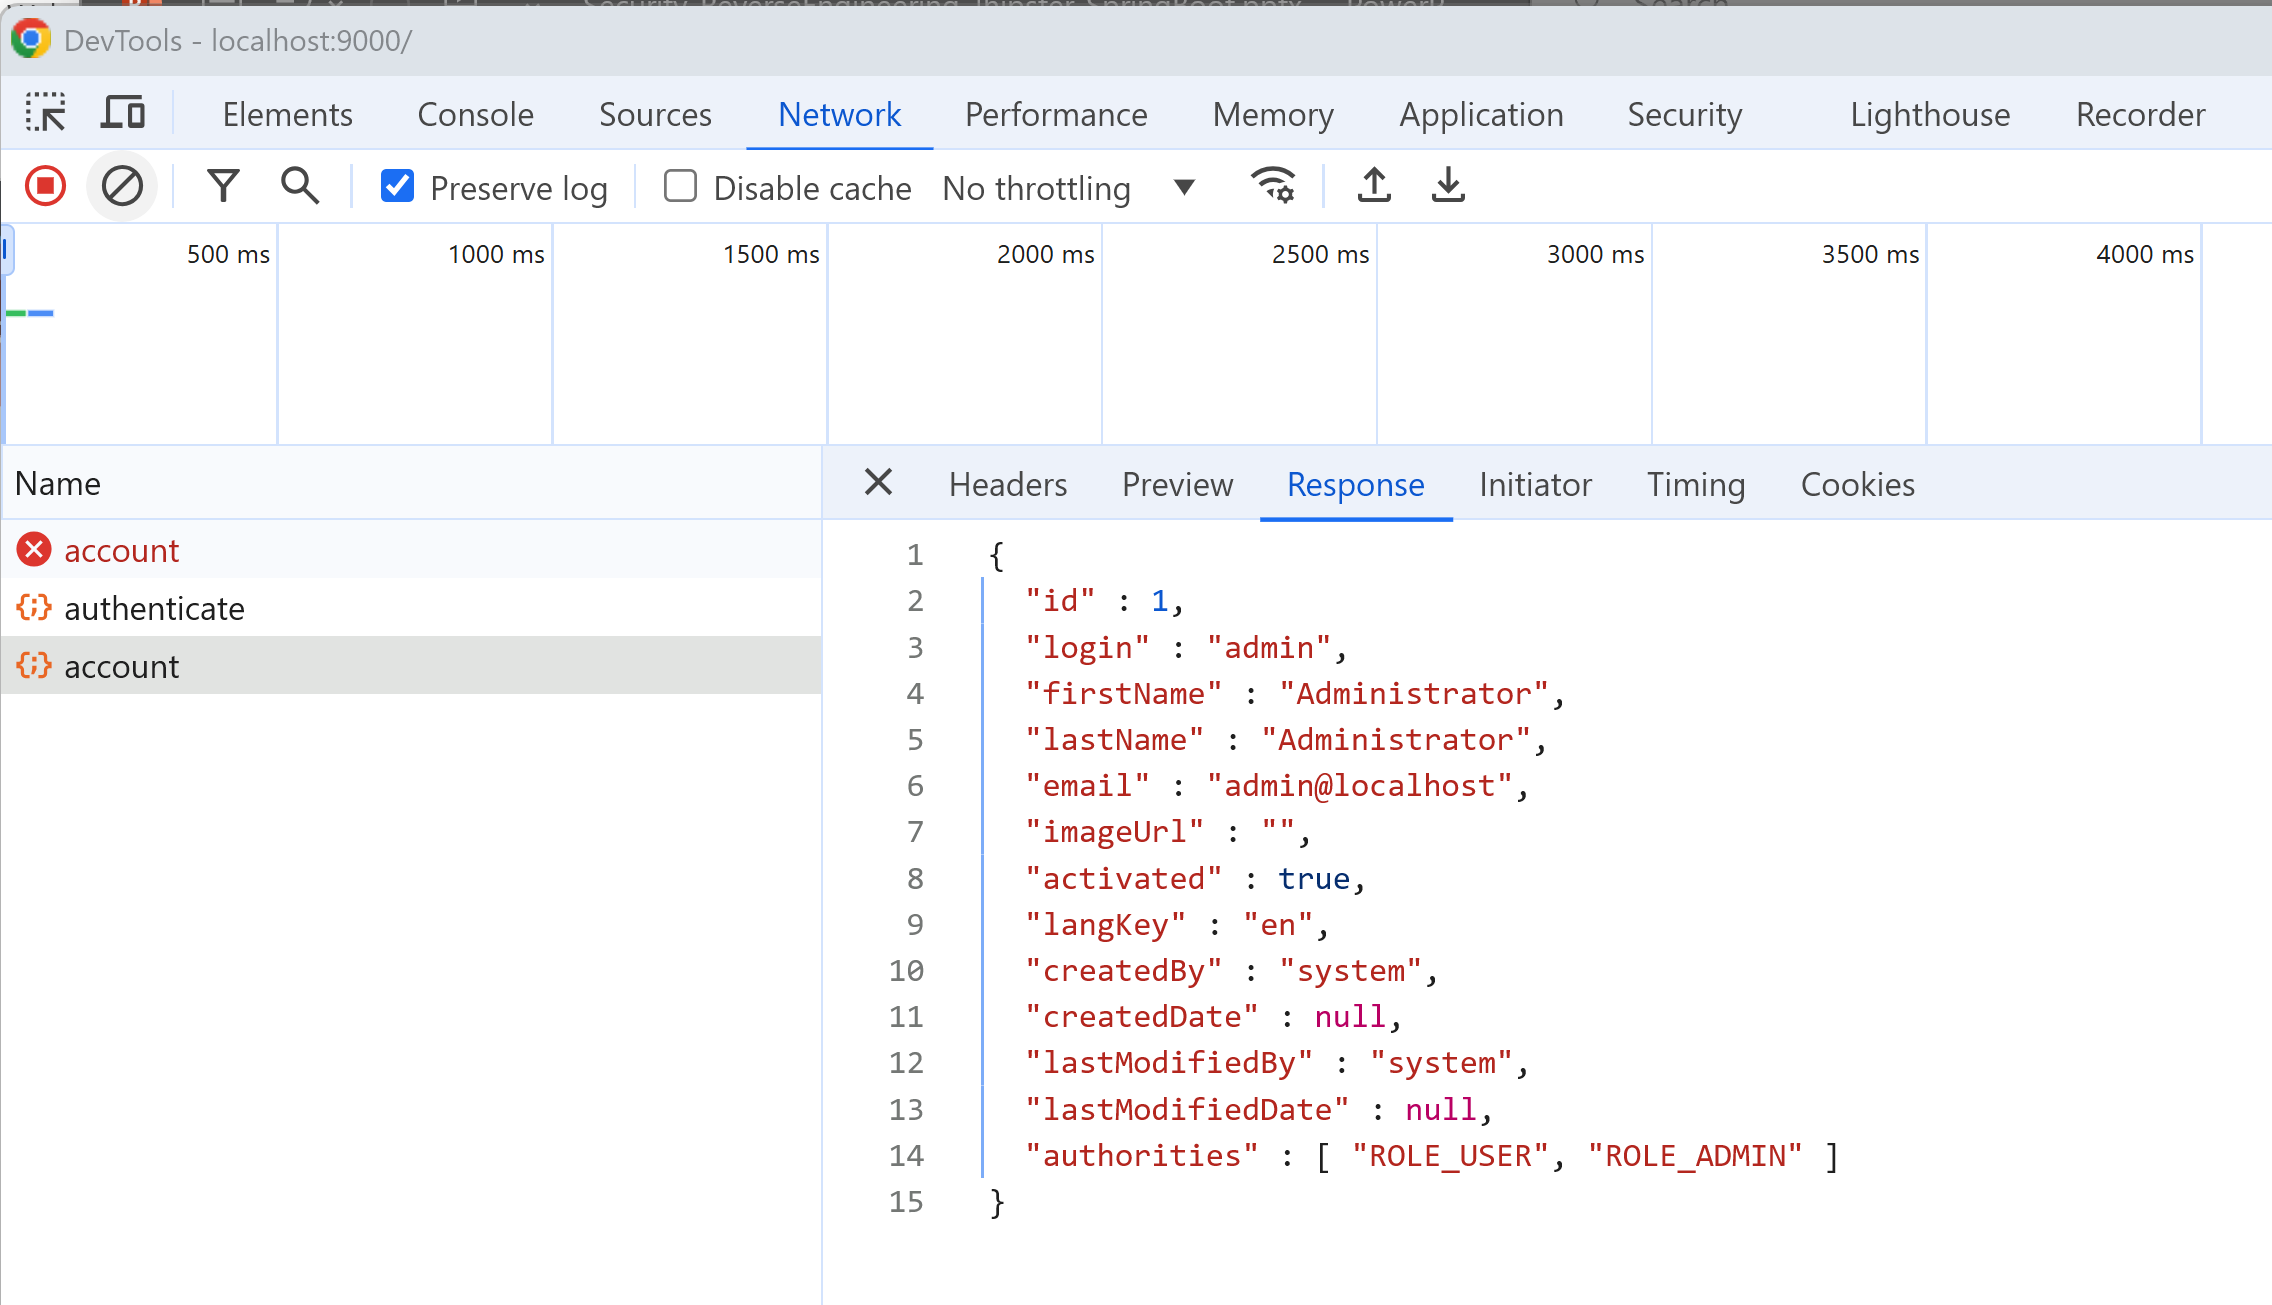 Security_ReverseEngineering_Jhipster_SpringBoot.pptx - PowerP
Search
DevTools - localhost:9000/
Elements Console Sources Network Performance Memory Application Security Lighthouse Recorder
Preserve log Disable cache No throttling
500 ms 1000 ms 1500 ms 2000 ms 2500 ms 3000 ms 3500 ms 4000 ms
Name
account
authenticate
account
Headers Preview Response Initiator Timing Cookies
1 {
2 "id" : 1,
3 "login" : "admin",
4 "firstName" : "Administrator",
5 "lastName" : "Administrator",
6 "email" : "admin@localhost",
7 "imageUrl" : "",
8 "activated" : true,
9 "langKey" : "en",
10 "createdBy" : "system",
11 "createdDate" : null,
12 "lastModifiedBy" : "system",
13 "lastModifiedDate" : null,
14 "authorities" : [ "ROLE_USER", "ROLE_ADMIN" ]
15 }